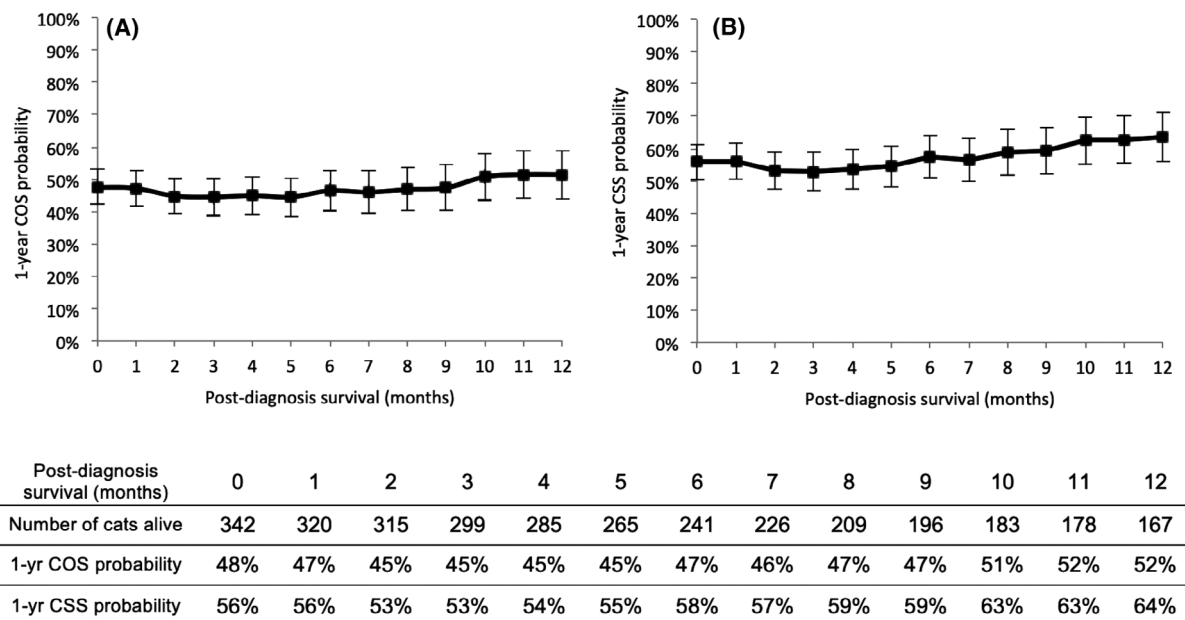 (A)
100%
90%
80%
70%
60%
50%
40%
30%
20%
10%
0%
1-year COS probability
0 1 2 3 4 5 6 7 8 9 10 11 12
Post-diagnosis survival (months)
(B)
100%
90%
80%
70%
60%
50%
40%
30%
20%
10%
0%
1-year CSS probability
0 1 2 3 4 5 6 7 8 9 10 11 12
Post-diagnosis survival (months)
Post-diagnosis
survival (months) 0 1 2 3 4 5 6 7 8 9 10 11 12
Number of cats alive 342 320 315 299 285 265 241 226 209 196 183 178 167
1-yr COS probability 48% 47% 45% 45% 45% 45% 47% 46% 47% 47% 51% 52% 52%
1-yr CSS probability 56% 56% 53% 53% 54% 55% 58% 57% 59% 59% 63% 63% 64%